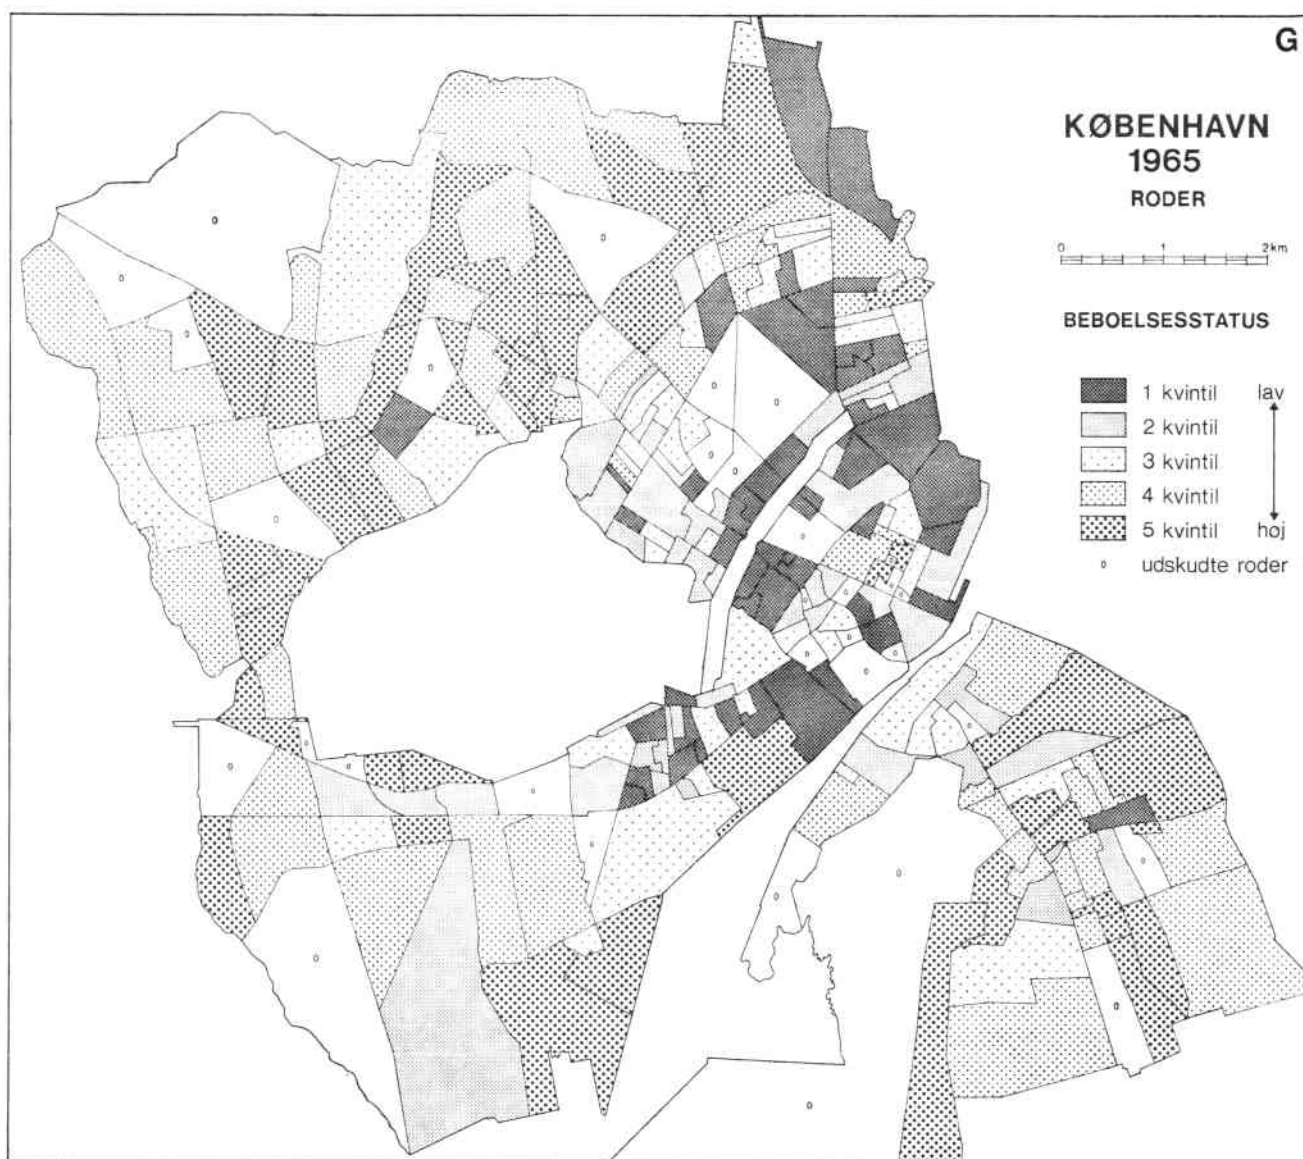 G
KØBENHAVN
1965
RODER
0 1 2km
BEBOELSESSTATUS
1 kvintil lav
2 kvintil
3 kvintil
4 kvintil
5 kvintil høj
0 udskudte roder